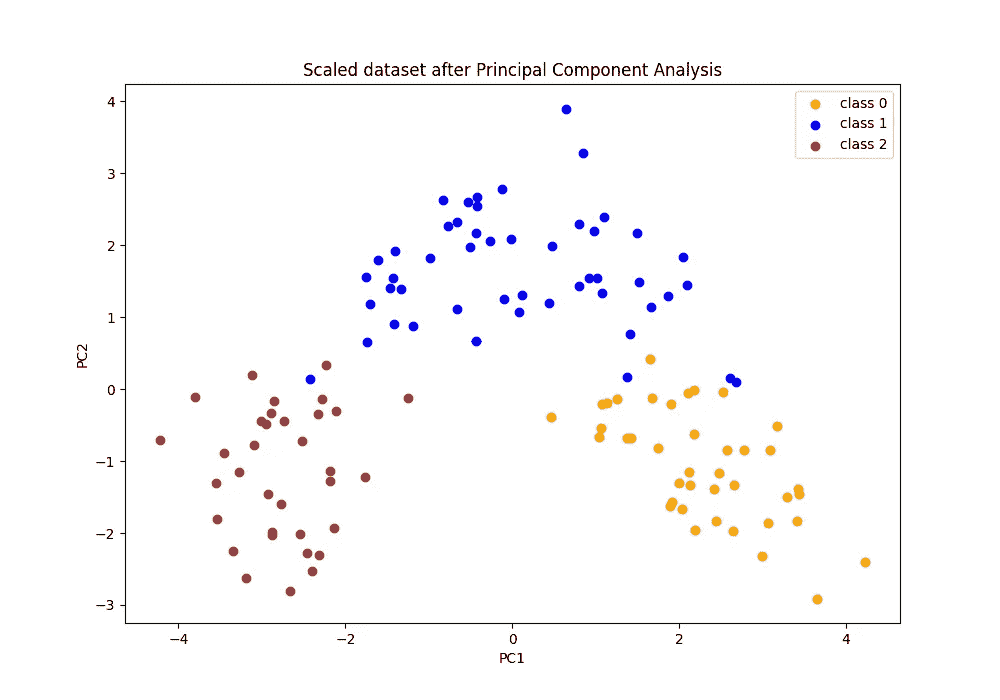 Scaled dataset after Principal Component Analysis
class 0
class 1
class 2
4
3
2
1
0
−1
−2
−3
PC2
−4
−2
0
2
4
PC1